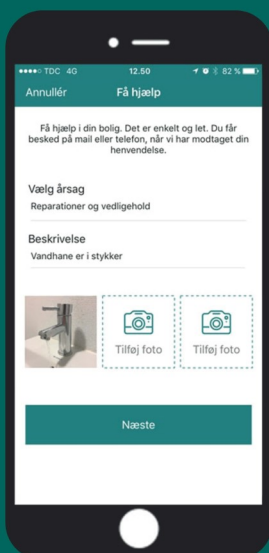 TDC 4G 12.50 82 %
Annullér Få hjælp
Få hjælp i din bolig. Det er enkelt og let. Du får
besked på mail eller telefon, når vi har modtaget din
henvendelse.
Vælg årsag
Reparationer og vedligehold
Beskrivelse
Vandhane er i stykker
Tilføj foto Tilføj foto
Næste